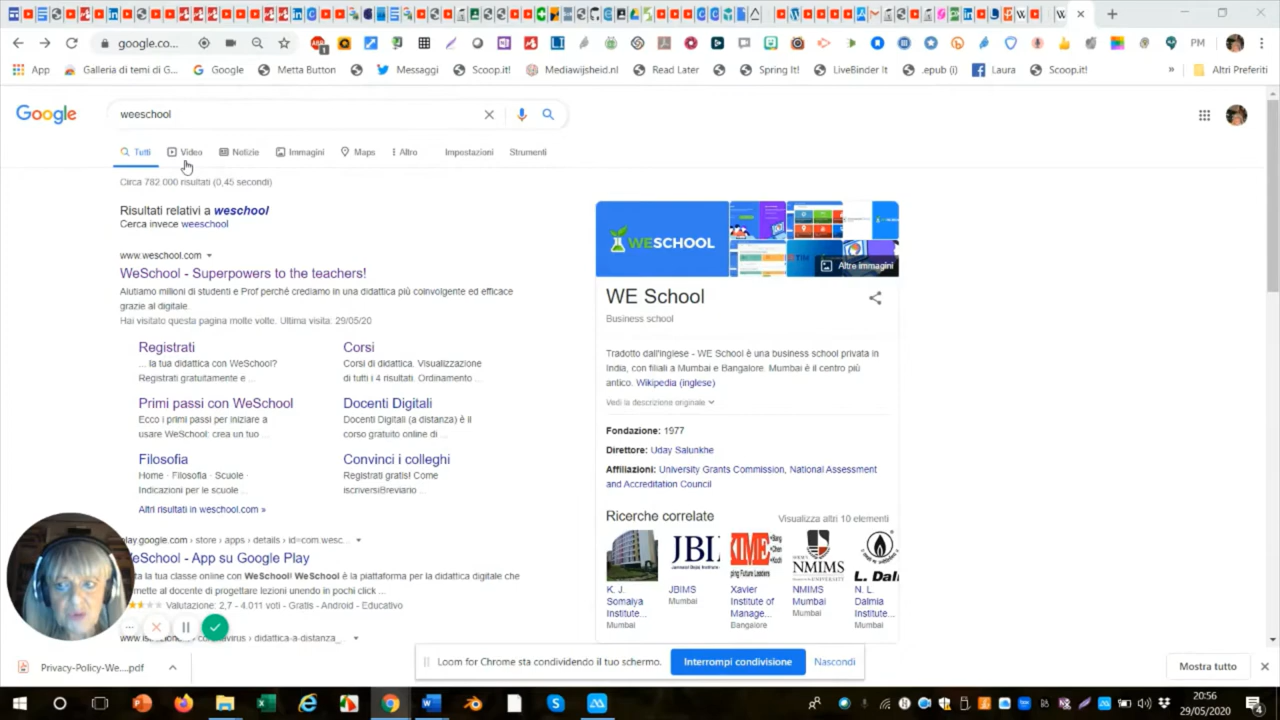 google.co...
ABP
1
PM
App
Galleria di temi di G...
Google
Metta Button
Messaggi
Scoop.it!
Mediawijsheid.nl
Read Later
Spring It!
LiveBinder It
.epub (i)
Laura
Scoop.it!
»
Altri Preferiti
Google
weeschool
Tutti
Video
Notizie
Immagini
Maps
Altro
Impostazioni
Strumenti
Circa 782.000 risultati (0,45 secondi)
Risultati relativi a weschool
Cerca invece weeschool
www.weschool.com
WeSchool - Superpowers to the teachers!
Aiutiamo milioni di studenti e Prof perché crediamo in una didattica più coinvolgente ed efficace
grazie al digitale.
Hai visitato questa pagina molte volte. Ultima visita. 29/05/20
Registrati
... la tua didattica con WeSchool?
Registrati gratuitamente e ...
Corsi
Corsi di didattica. Visualizzazione
di tutti i 4 risultati. Ordinamento ...
Primi passi con WeSchool
Ecco i primi passi per iniziare a
usare WeSchool: crea un tuo ...
Docenti Digitali
Docenti Digitali (a distanza) è il
corso gratuito online di ...
Filosofia
Home · Filosofia · Scuole ·
Indicazioni per le scuole ...
Convinci i colleghi
Registrati gratis! Come
iscriversiBreviario ...
Altri risultati in weschool.com »
play.google.com › store › apps › details › id=com.wesc...
WeSchool - App su Google Play
ta la tua classe online con WeSchool! WeSchool è la piattaforma per la didattica digitale che
mette al docente di progettare lezioni unendo in pochi click ...
Valutazione: 2,7 - 4.011 voti - Gratis - Android - Educativo
WESCHOOL
Altre immagini
WE School
Business school
Tradotto dall'inglese - WE School è una business school privata in
India, con filiali a Mumbai e Bangalore. Mumbai è il centro più
antico. Wikipedia (inglese)
Vedi la descrizione originale
Fondazione: 1977
Direttore: Uday Salunkhe
Affiliazioni: University Grants Commission, National Assessment
and Accreditation Council
Ricerche correlate
Visualizza altri 10 elementi
JBI
XIME
NMIMS
L. Dal
K. J.
Somaiya
Institute...
Mumbai
JBIMS
Mumbai
Xavier
Institute of
Manage...
Bangalore
NMIMS
Mumbai
Mumbai
N. L.
Dalmia
Institute...
Mumbai
Loom for Chrome sta condividendo il tuo schermo.
Interrompi condivisione
Nascondi
Privacy-Policy-We....pdf
Mostra tutto
20:56
29/05/2020